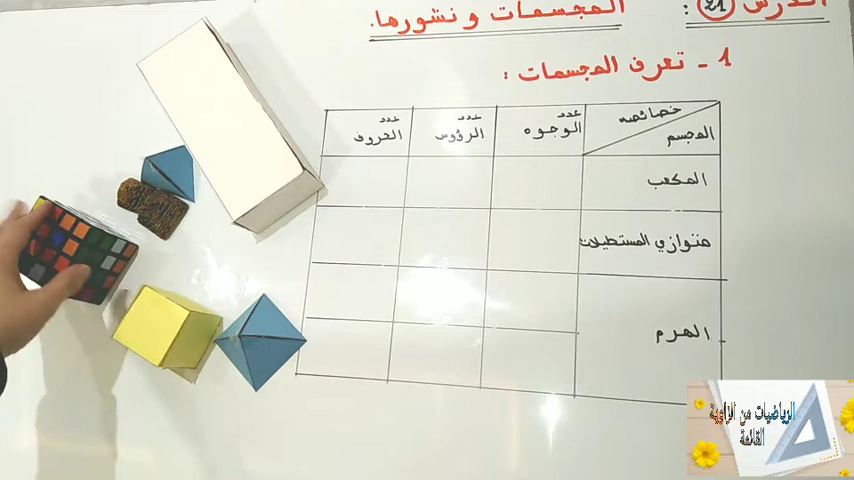 الدرس 21 :
المجسمات و نشورها.
1 - تعرف المجسمات :
خصائصه
المجسم
عدد الوجوه
عدد الرؤوس
عدد الحروف
المكعب
متوازي المستطيلات
الهرم
الرياضيات من الزاوية
القائمة